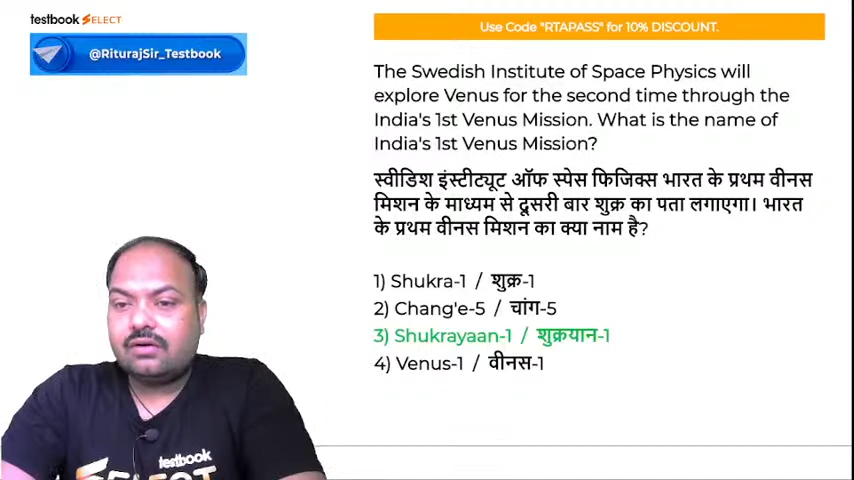 testbook SELECT
@RiturajSir_Testbook
Use Code "RTAPASS" for 10% DISCOUNT.
The Swedish Institute of Space Physics will
explore Venus for the second time through the
India's 1st Venus Mission. What is the name of
India's 1st Venus Mission?
स्वीडिश इंस्टीट्यूट ऑफ स्पेस फिजिक्स भारत के प्रथम वीनस
मिशन के माध्यम से दूसरी बार शुक्र का पता लगाएगा। भारत
के प्रथम वीनस मिशन का क्या नाम है?
1) Shukra-1 / शुक्र-1
2) Chang'e-5 / चांग-5
3) Shukrayaan-1 / शुक्रयान-1
4) Venus-1 / वीनस-1
testbook
SELECT